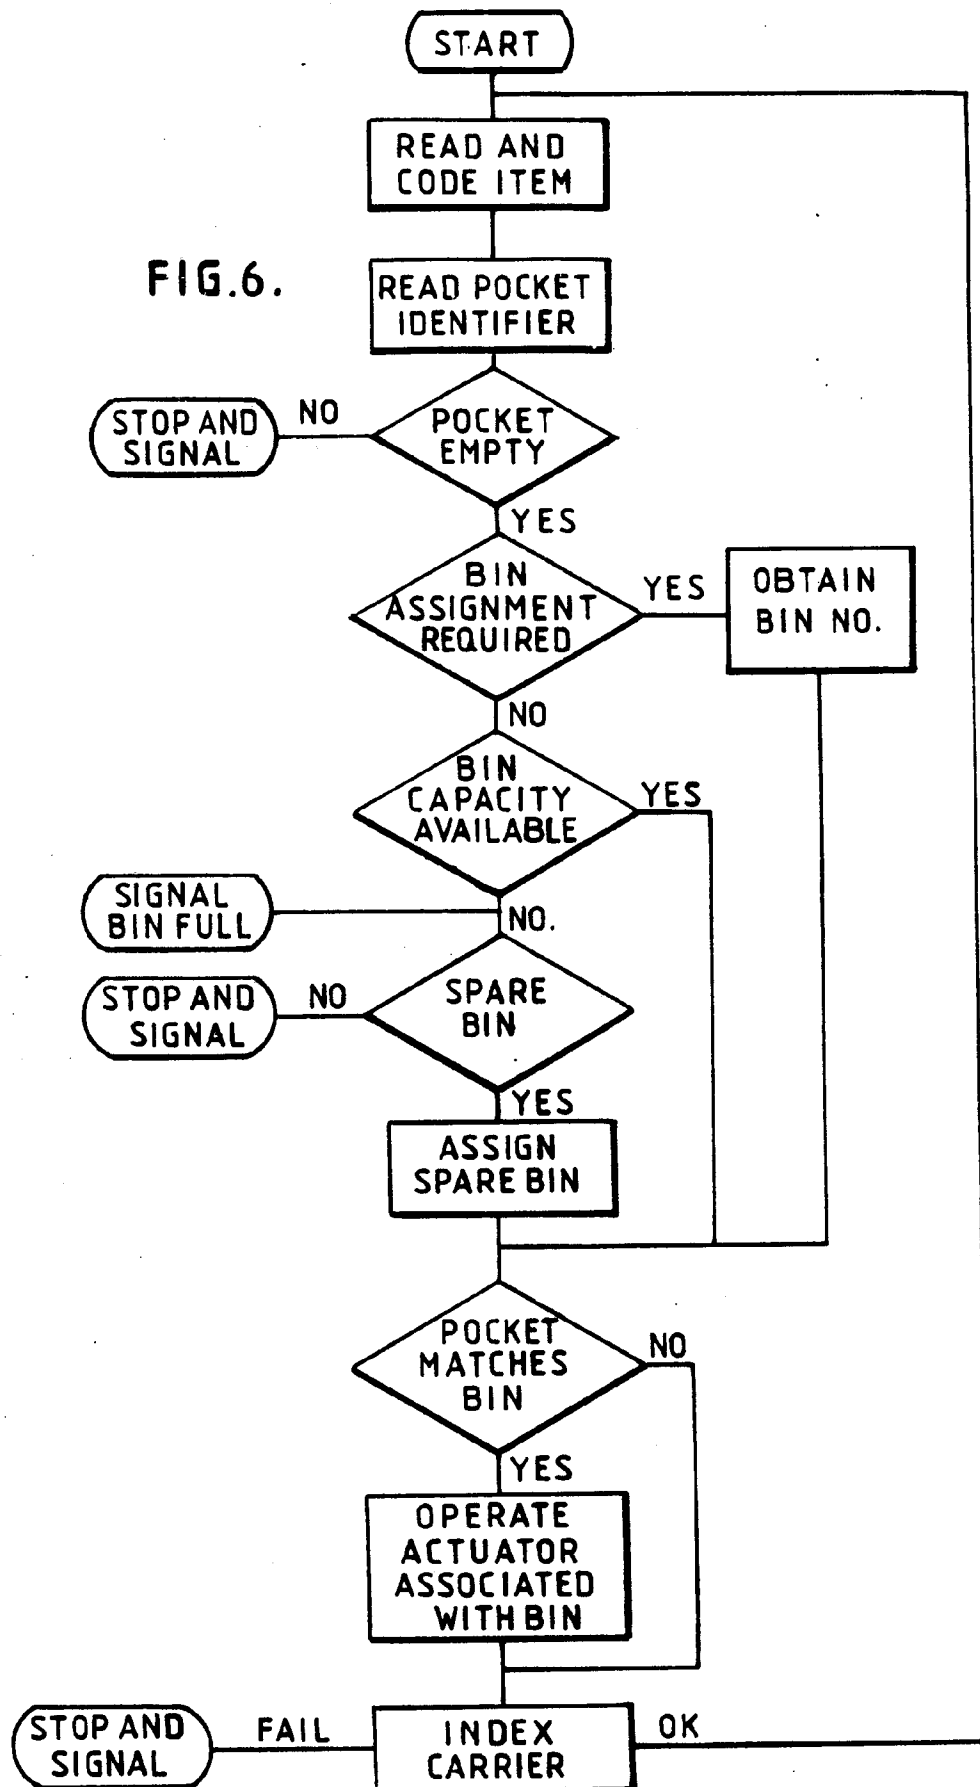 START
READ AND
CODE ITEM
FIG.6.
READ POCKET
IDENTIFIER
STOP AND
SIGNAL
NO
POCKET
EMPTY
YES
BIN
ASSIGNMENT
REQUIRED
YES
OBTAIN
BIN NO.
NO
BIN
CAPACITY
AVAILABLE
YES
SIGNAL
BIN FULL
NO.
STOP AND
SIGNAL
NO
SPARE
BIN
YES
ASSIGN
SPARE BIN
POCKET
MATCHES
BIN
NO
YES
OPERATE
ACTUATOR
ASSOCIATED
WITH BIN
STOP AND
SIGNAL
FAIL
INDEX
CARRIER
OK